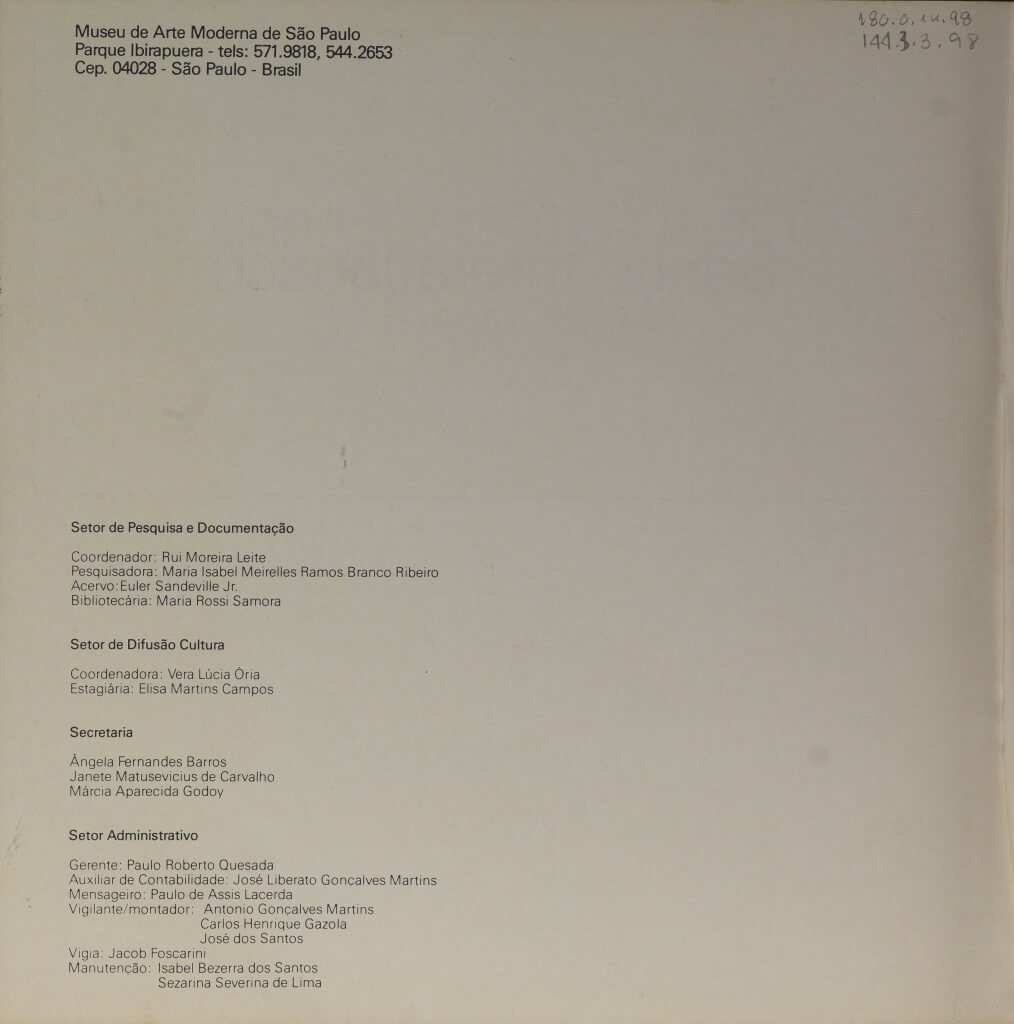 Museu de Arte Moderna de São Paulo
Parque Ibirapuera - tels: 571.9818, 544.2653
Cep. 04028 - São Paulo - Brasil
144.3.3.98
Setor de Pesquisa e Documentação
Coordenador: Rui Moreira Leite
Pesquisadora: Maria Isabel Meirelles Ramos Branco Ribeiro
Acervo:Euler Sandeville Jr.
Bibliotecária: Maria Rossi Samora
Setor de Difusão Cultura
Coordenadora: Vera Lúcia Ória
Estagiária: Elisa Martins Campos
Secretaria
Ângela Fernandes Barros
Janete Matusevicius de Carvalho
Márcia Aparecida Godoy
Setor Administrativo
Gerente: Paulo Roberto Quesada
Auxiliar de Contabilidade: José Liberato Gonçalves Martins
Mensageiro: Paulo de Assis Lacerda
Vigilante/montador: Antonio Goncalves Martins
Carlos Henrique Gazola
José dos Santos
Vigia: Jacob Foscarini
Manutenção: Isabel Bezerra dos Santos
Sezarina Severina de Lima